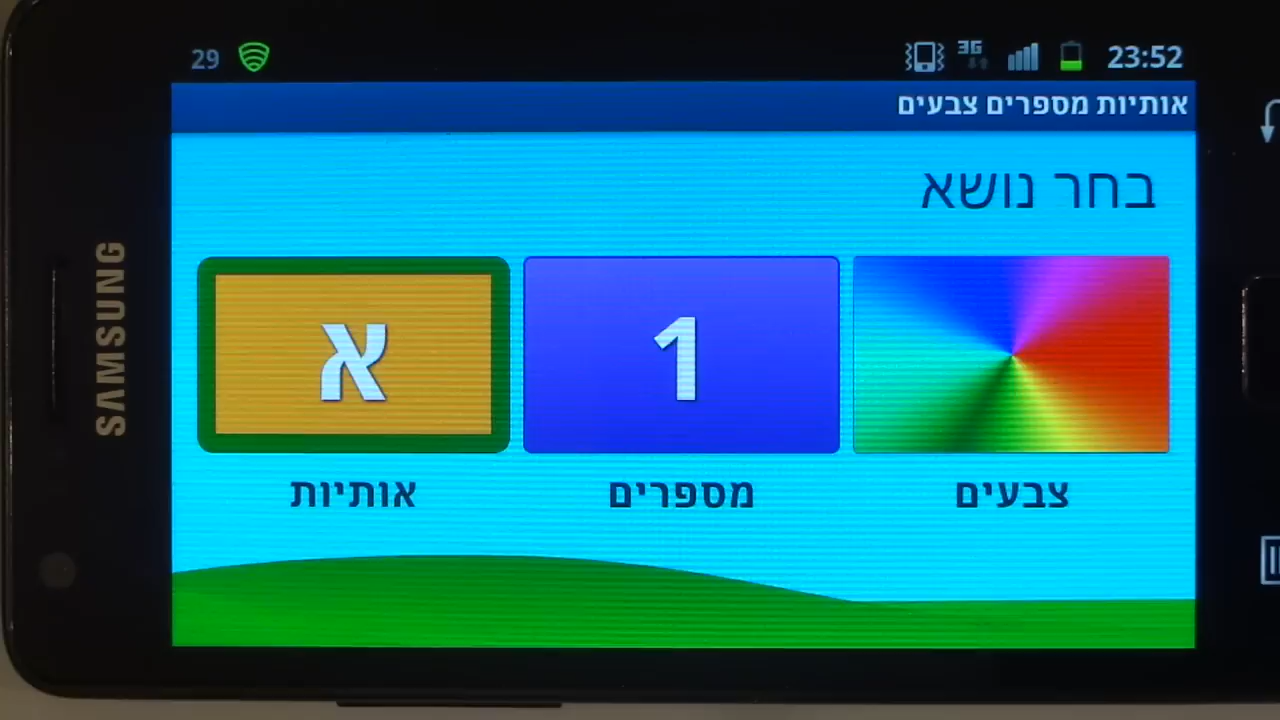 29 3G 23:52
אותיות מספרים צבעים
בחר נושא
א
1
אותיות
מספרים
צבעים
SAMSUNG